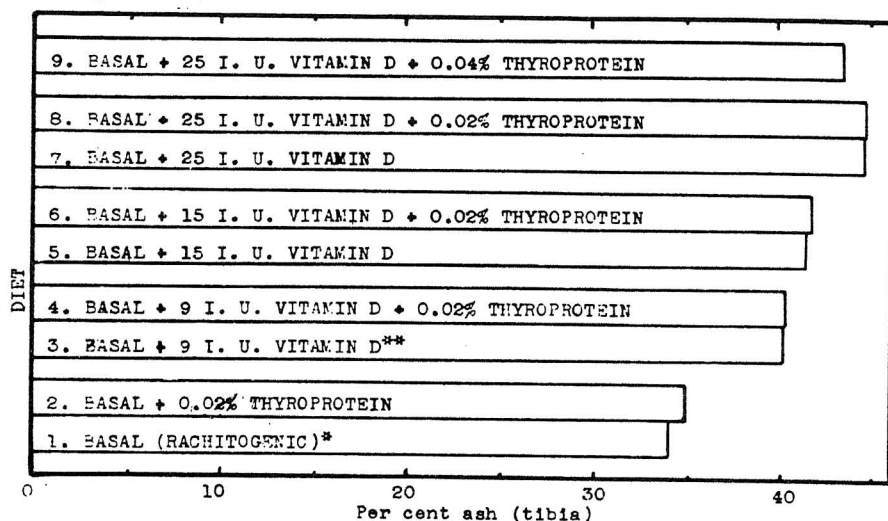 9. BASAL + 25 I. U. VITAMIN D + 0.04% THYROPROTEIN
8. BASAL + 25 I. U. VITAMIN D + 0.02% THYROPROTEIN
7. BASAL + 25 I. U. VITAMIN D
6. BASAL + 15 I. U. VITAMIN D + 0.02% THYROPROTEIN
5. BASAL + 15 I. U. VITAMIN D
4. BASAL + 9 I. U. VITAMIN D + 0.02% THYROPROTEIN
3. BASAL + 9 I. U. VITAMIN D**
2. BASAL + 0.02% THYROPROTEIN
1. BASAL (RACHITOGENIC)*
DIET
0 10 20 30 40
Per cent ash (tibia)